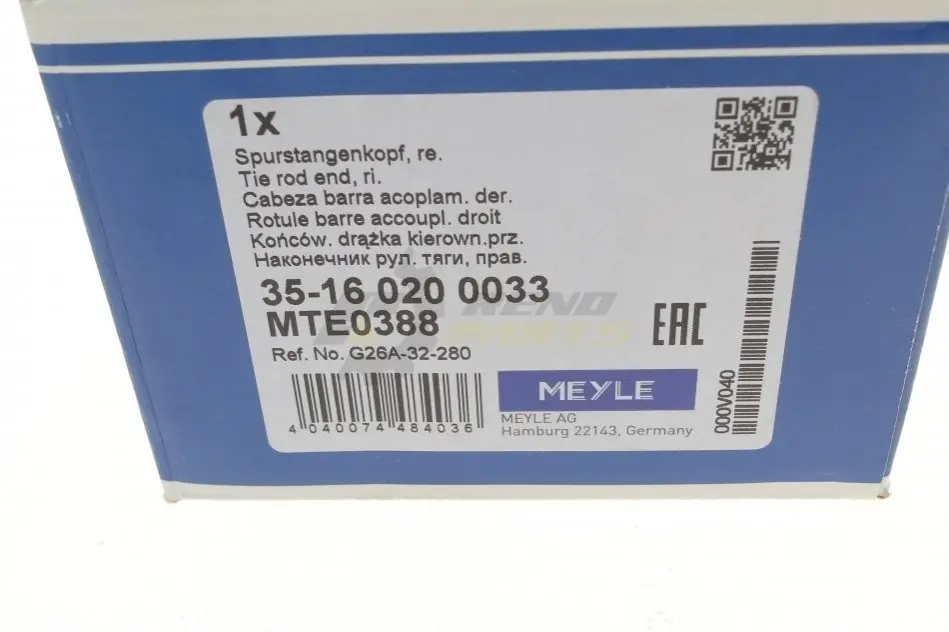 1x
Spurstangenkopf, re.
Tie rod end, ri.
Cabeza barra acoplam. der.
Rotule barre accoupl. droit
Końców. drążka kierown.prz.
Наконечник рул. тяги, прав.
35-16 020 0033
MTE0388
Ref. No. G26A-32-280
EAC
MEYLE
MEYLE AG
Hamburg 22143, Germany
4 040074 484036
000V040
REND
PARTS